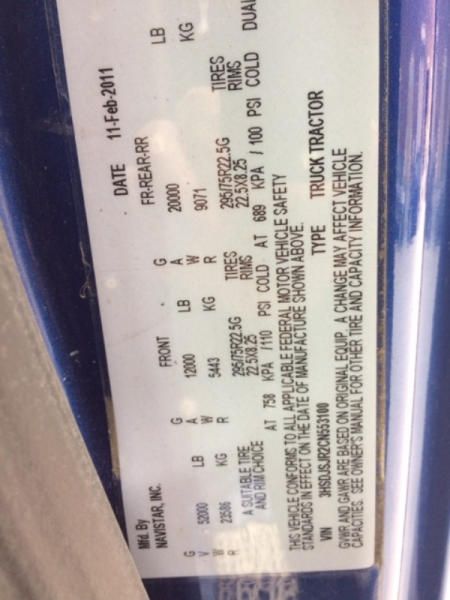 Mfd. By
NAVISTAR, INC.
DATE 11-Feb-2011
FRONT FR-REAR-RR
G G G
V 52000 LB A 12000 LB A 20000 LB
W 23586 KG W 5443 KG W 9071 KG
R R R
A SUITABLE TIRE 295/75R22.5G TIRES 295/75R22.5G TIRES
AND RIM CHOICE 22.5X8.25 RIMS 22.5X8.25 RIMS
AT 758 KPA /110 PSI COLD AT 689 KPA / 100 PSI COLD DUAL
THIS VEHICLE CONFORMS TO ALL APPLICABLE FEDERAL MOTOR VEHICLE SAFETY
STANDARDS IN EFFECT ON THE DATE OF MANUFACTURE SHOWN ABOVE.
VIN 3HSDJSJR2CN553100 TYPE TRUCK TRACTOR
GVWR AND GAWR ARE BASED ON ORIGINAL EQUIP. A CHANGE MAY AFFECT VEHICLE
CAPACITIES. SEE OWNER'S MANUAL FOR OTHER TIRE AND CAPACITY INFORMATION.